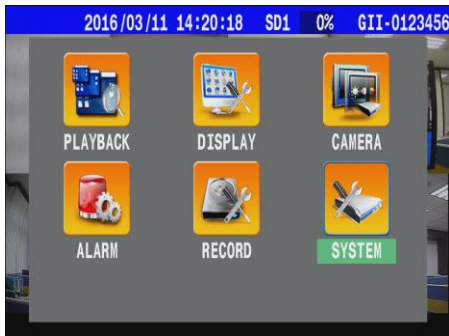 2016/03/11 14:20:18 SD1 0% GII-0123456
PLAYBACK DISPLAY CAMERA
ALARM RECORD SYSTEM